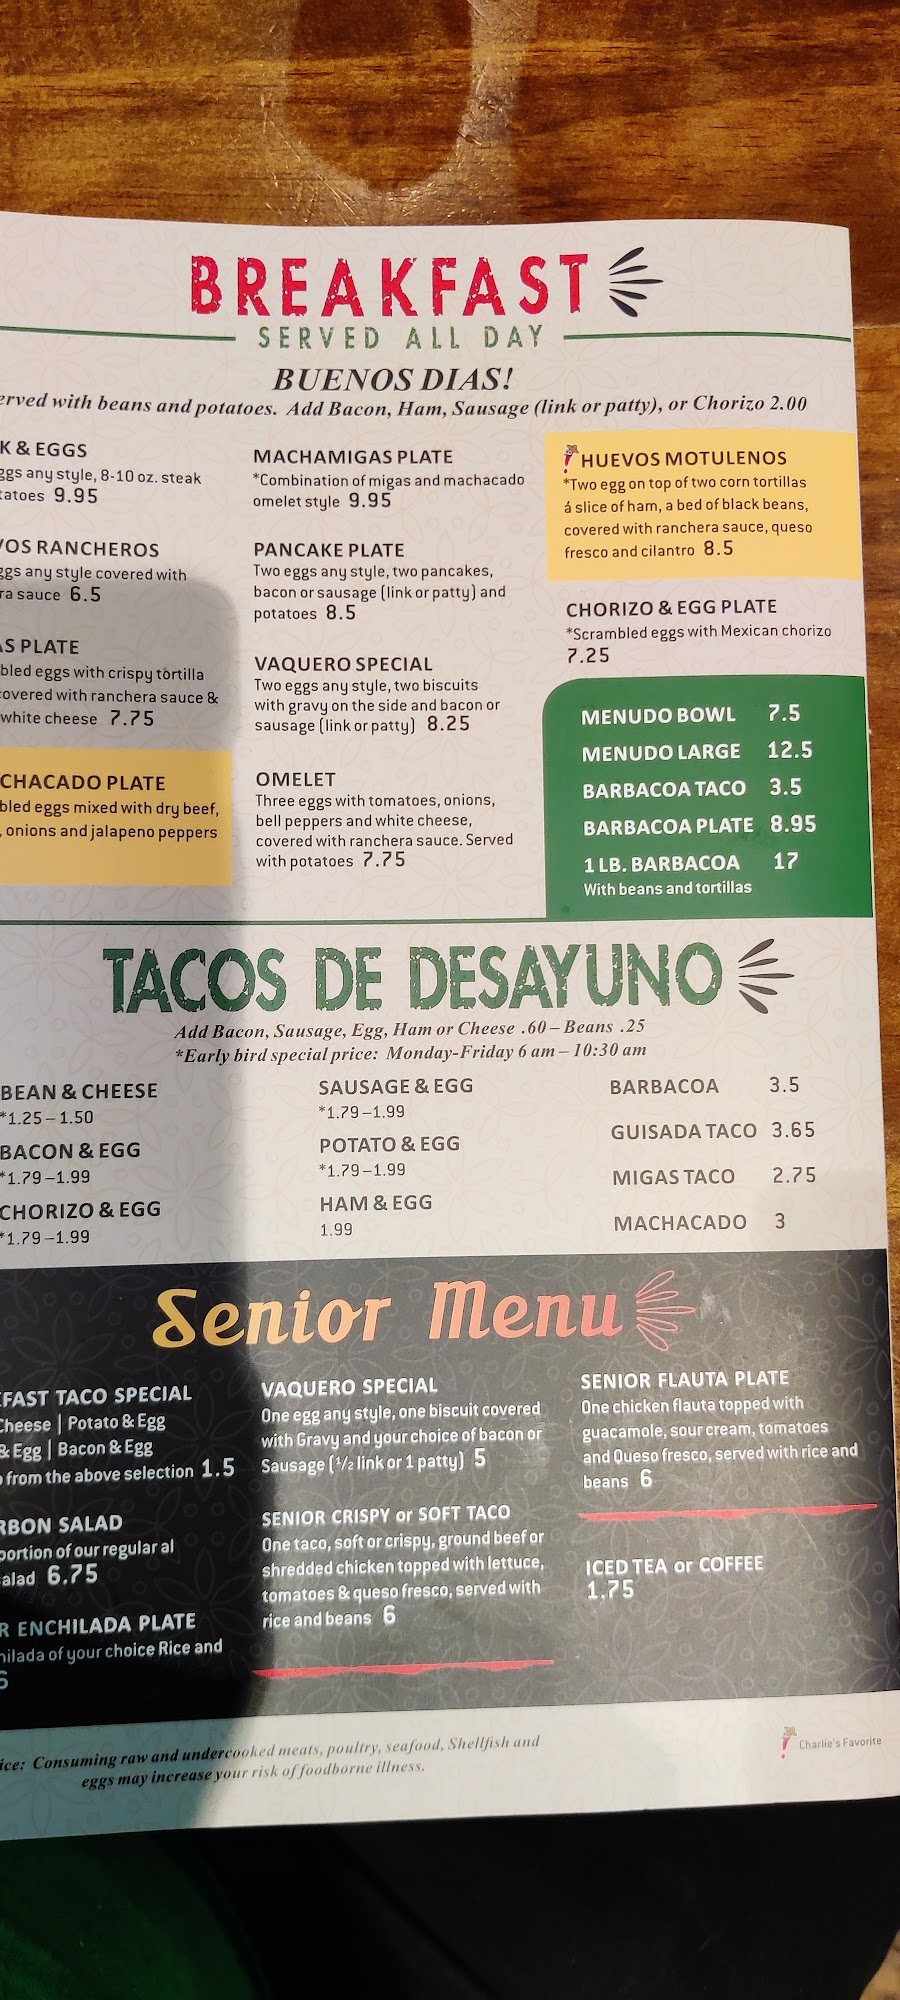 BREAKFAST
SERVED ALL DAY
BUENOS DIAS!
erved with beans and potatoes. Add Bacon, Ham, Sausage (link or patty), or Chorizo 2.00
K & EGGS
ggs any style, 8-10 oz. steak
tatoes 9.95
VOS RANCHEROS
ggs any style covered with
ra sauce 6.5
AS PLATE
bled eggs with crispy tortilla
covered with ranchera sauce &
white cheese 7.75
CHACADO PLATE
bled eggs mixed with dry beef,
, onions and jalapeno peppers
MACHAMIGAS PLATE
*Combination of migas and machacado
omelet style 9.95
PANCAKE PLATE
Two eggs any style, two pancakes,
bacon or sausage (link or patty) and
potatoes 8.5
VAQUERO SPECIAL
Two eggs any style, two biscuits
with gravy on the side and bacon or
sausage (link or patty) 8.25
OMELET
Three eggs with tomatoes, onions,
bell peppers and white cheese,
covered with ranchera sauce. Served
with potatoes 7.75
HUEVOS MOTULENOS
*Two egg on top of two corn tortillas
á slice of ham, a bed of black beans,
covered with ranchera sauce, queso
fresco and cilantro 8.5
CHORIZO & EGG PLATE
*Scrambled eggs with Mexican chorizo
7.25
MENUDO BOWL 7.5
MENUDO LARGE 12.5
BARBACOA TACO 3.5
BARBACOA PLATE 8.95
1 LB. BARBACOA 17
With beans and tortillas
TACOS DE DESAYUNO
Add Bacon, Sausage, Egg, Ham or Cheese .60 – Beans .25
*Early bird special price: Monday-Friday 6 am – 10:30 am
BEAN & CHEESE
*1.25 – 1.50
BACON & EGG
*1.79 –1.99
CHORIZO & EGG
*1.79 –1.99
SAUSAGE & EGG
*1.79 –1.99
POTATO & EGG
*1.79 –1.99
HAM & EGG
1.99
BARBACOA 3.5
GUISADA TACO 3.65
MIGAS TACO 2.75
MACHACADO 3
Senior Menu
KFAST TACO SPECIAL
Cheese | Potato & Egg
& Egg | Bacon & Egg
o from the above selection 1.5
RBON SALAD
portion of our regular al
alad 6.75
R ENCHILADA PLATE
hilada of your choice Rice and
6
VAQUERO SPECIAL
One egg any style, one biscuit covered
with Gravy and your choice of bacon or
Sausage (1/2 link or 1 patty) 5
SENIOR CRISPY or SOFT TACO
One taco, soft or crispy, ground beef or
shredded chicken topped with lettuce,
tomatoes & queso fresco, served with
rice and beans 6
SENIOR FLAUTA PLATE
One chicken flauta topped with
guacamole, sour cream, tomatoes
and Queso fresco, served with rice and
beans 6
ICED TEA or COFFEE
1.75
ice: Consuming raw and undercooked meats, poultry, seafood, Shellfish and
eggs may increase your risk of foodborne illness.
Charlie's Favorite